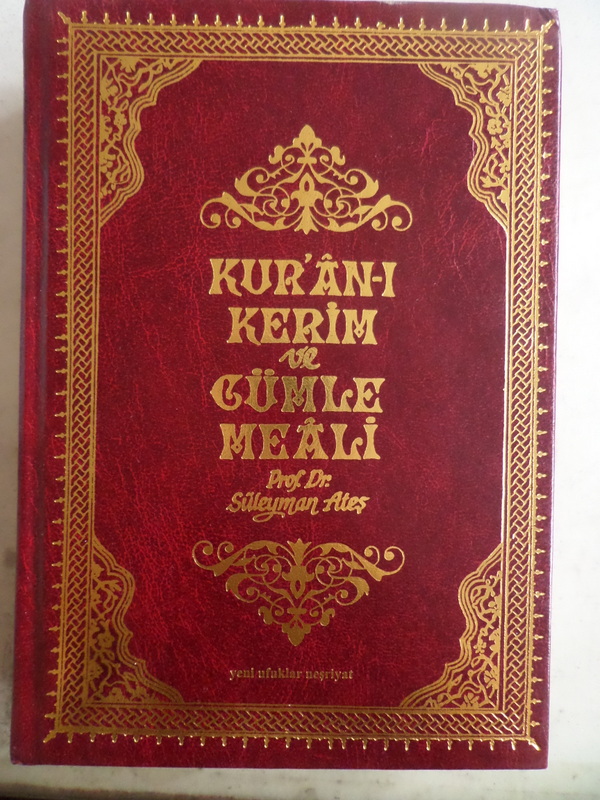 KUR'ÂN-I
KERİM
ve
CÜMLE
MEÂLİ
Prof. Dr.
Süleyman Ateş
yeni ufuklar neşriyat